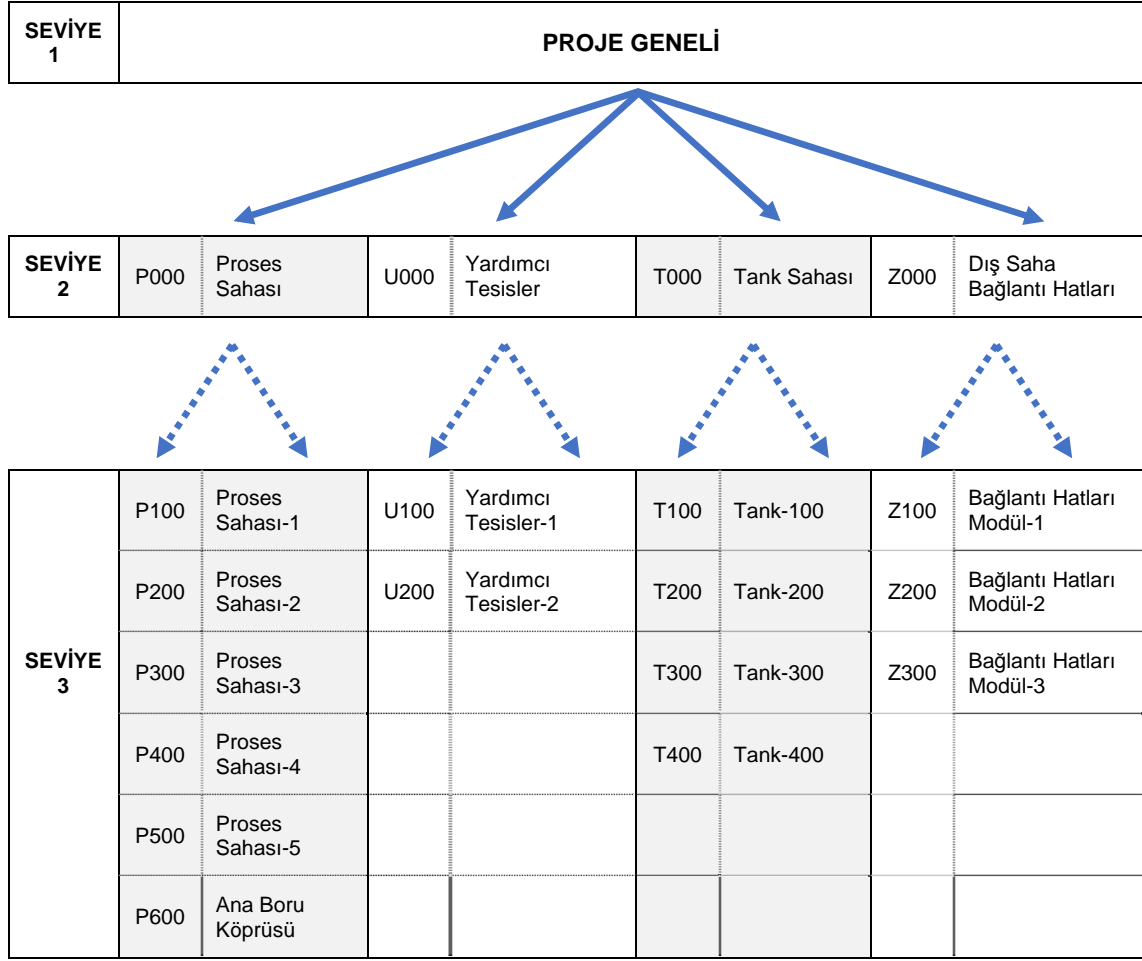 SEVİYE
1
PROJE GENELİ
SEVİYE
2
P000
Proses
Sahası
U000
Yardımcı
Tesisler
T000
Tank Sahası
Z000
Dış Saha
Bağlantı Hatları
SEVİYE
3
P100
Proses
Sahası-1
U100
Yardımcı
Tesisler-1
T100
Tank-100
Z100
Bağlantı Hatları
Modül-1
P200
Proses
Sahası-2
U200
Yardımcı
Tesisler-2
T200
Tank-200
Z200
Bağlantı Hatları
Modül-2
P300
Proses
Sahası-3
T300
Tank-300
Z300
Bağlantı Hatları
Modül-3
P400
Proses
Sahası-4
T400
Tank-400
P500
Proses
Sahası-5
P600
Ana Boru
Köprüsü